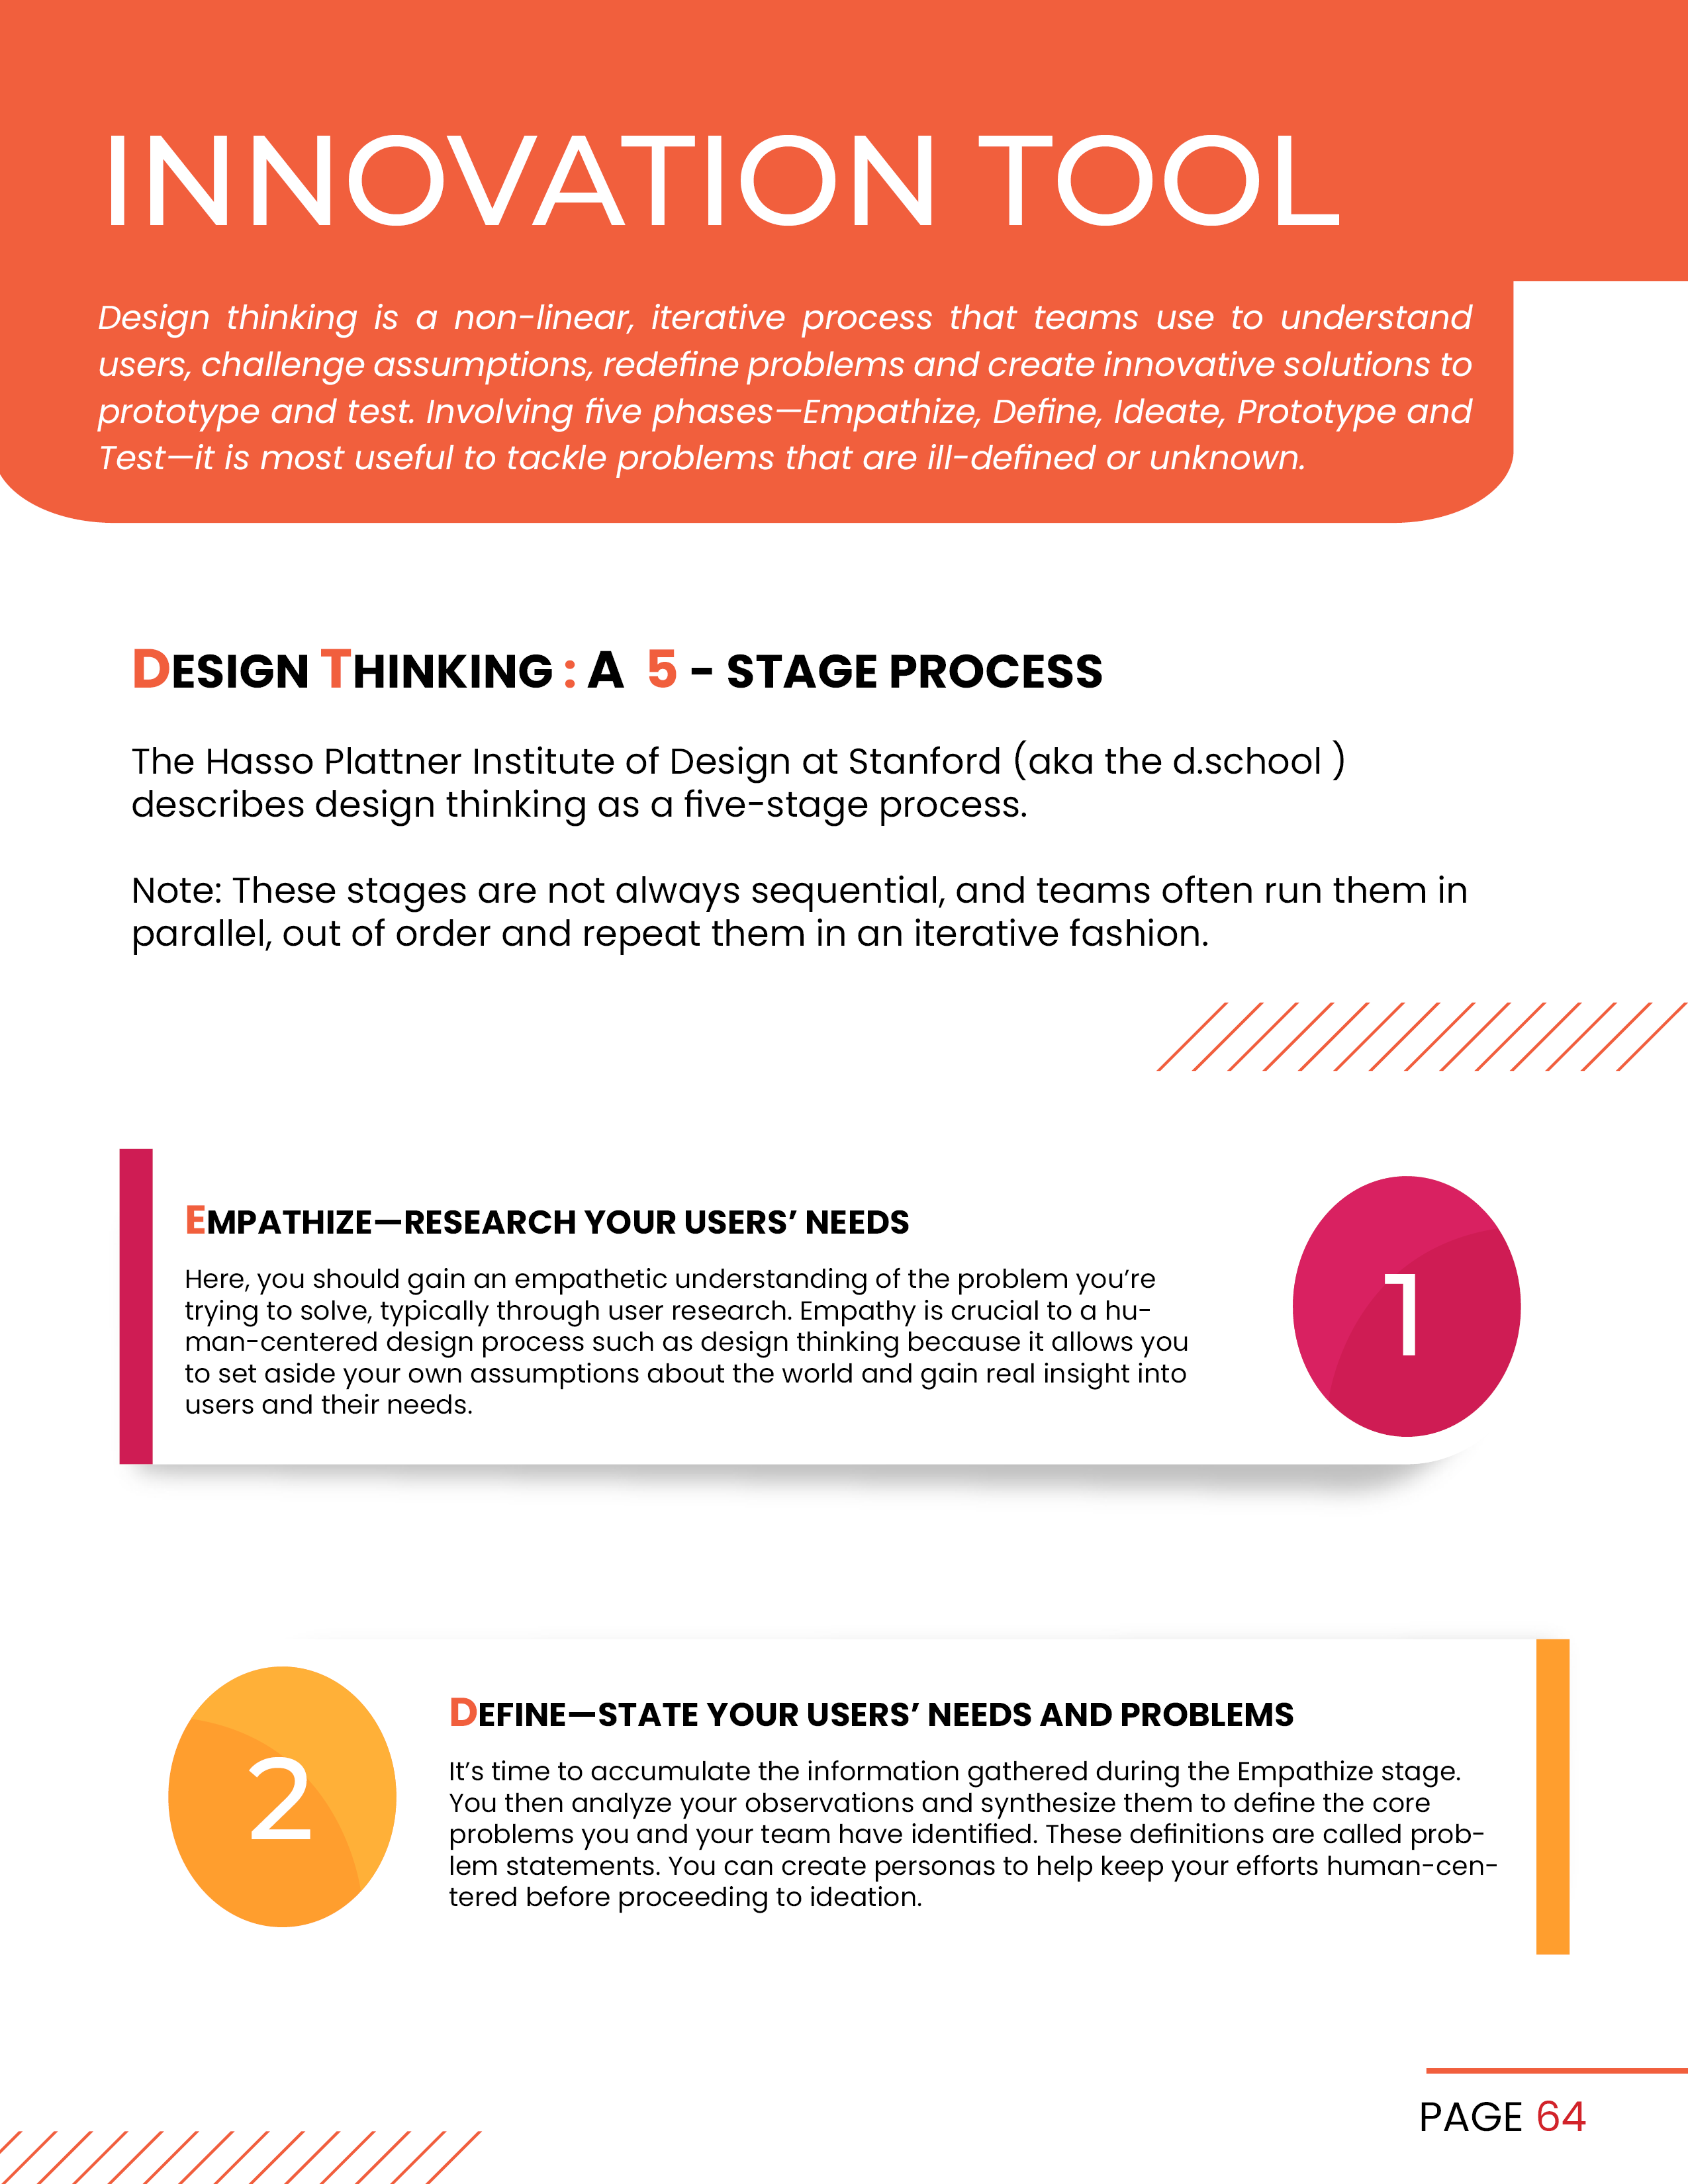 INNOVATION TOOL
Design thinking is a non-linear, iterative process that teams use to understand
users, challenge assumptions, redefine problems and create innovative solutions to
prototype and test. Involving five phases—Empathize, Define, Ideate, Prototype and
Test—it is most useful to tackle problems that are ill-defined or unknown.
DESIGN THINKING : A 5 - STAGE PROCESS
The Hasso Plattner Institute of Design at Stanford (aka the d.school )
describes design thinking as a five-stage process.
Note: These stages are not always sequential, and teams often run them in
parallel, out of order and repeat them in an iterative fashion.
EMPATHIZE—RESEARCH YOUR USERS’ NEEDS
Here, you should gain an empathetic understanding of the problem you’re
trying to solve, typically through user research. Empathy is crucial to a hu-
man-centered design process such as design thinking because it allows you
to set aside your own assumptions about the world and gain real insight into
users and their needs.
1
2
DEFINE—STATE YOUR USERS’ NEEDS AND PROBLEMS
It’s time to accumulate the information gathered during the Empathize stage.
You then analyze your observations and synthesize them to define the core
problems you and your team have identified. These definitions are called prob-
lem statements. You can create personas to help keep your efforts human-cen-
tered before proceeding to ideation.
PAGE 64